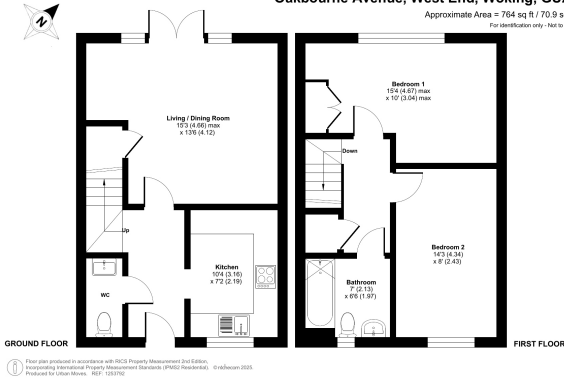 Oakbourne Avenue, West End, Woking,
Approximate Area = 764 sq ft / 70.9 s
For identification only - Not to
N
Living / Dining Room
15'3 (4.66) max
x 13'6 (4.12)
Up
Kitchen
10'4 (3.16)
x 7'2 (2.19)
WC
GROUND FLOOR
Bedroom 1
15'4 (4.67) max
x 10' (3.04) max
Down
Bedroom 2
14'3 (4.34)
x 8' (2.43)
Bathroom
7' (2.13)
x 6'6 (1.97)
FIRST FLOOR
Floor plan produced in accordance with RICS Property Measurement 2nd Edition,
Incorporating International Property Measurement Standards (IPMS2 Residential). © nichecom 2023.
Produced for Urban Moves. REF: 1253792